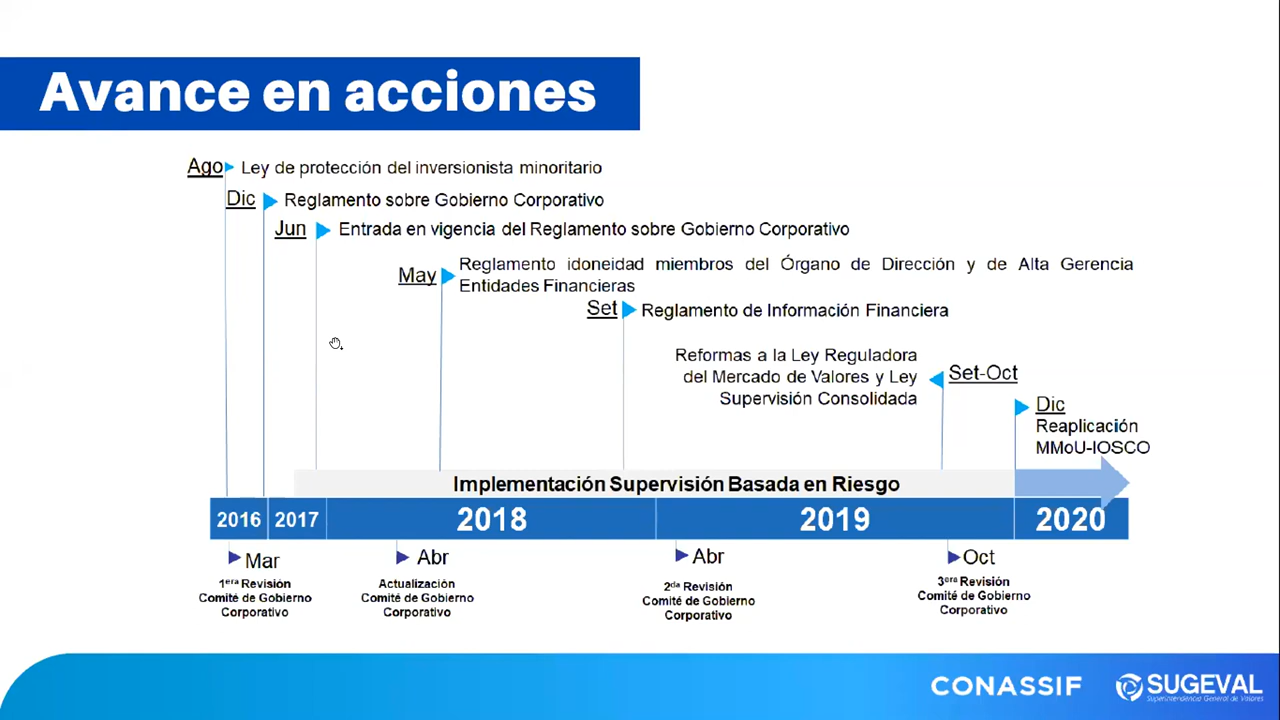 Avance en acciones
Ago Ley de protección del inversionista minoritario
Dic Reglamento sobre Gobierno Corporativo
Jun Entrada en vigencia del Reglamento sobre Gobierno Corporativo
May Reglamento idoneidad miembros del Órgano de Dirección y de Alta Gerencia
Entidades Financieras
Set Reglamento de Información Financiera
Reformas a la Ley Reguladora
del Mercado de Valores y Ley
Supervisión Consolidada
Set-Oct
Dic
Reaplicación
MMoU-IOSCO
Implementación Supervisión Basada en Riesgo
2016 2017 2018 2019 2020
Mar
1era Revisión
Comité de Gobierno
Corporativo
Abr
Actualización
Comité de Gobierno
Corporativo
Abr
2da Revisión
Comité de Gobierno
Corporativo
Oct
3era Revisión
Comité de Gobierno
Corporativo
CONASSIF
SUGEVAL
Superintendencia General de Valores